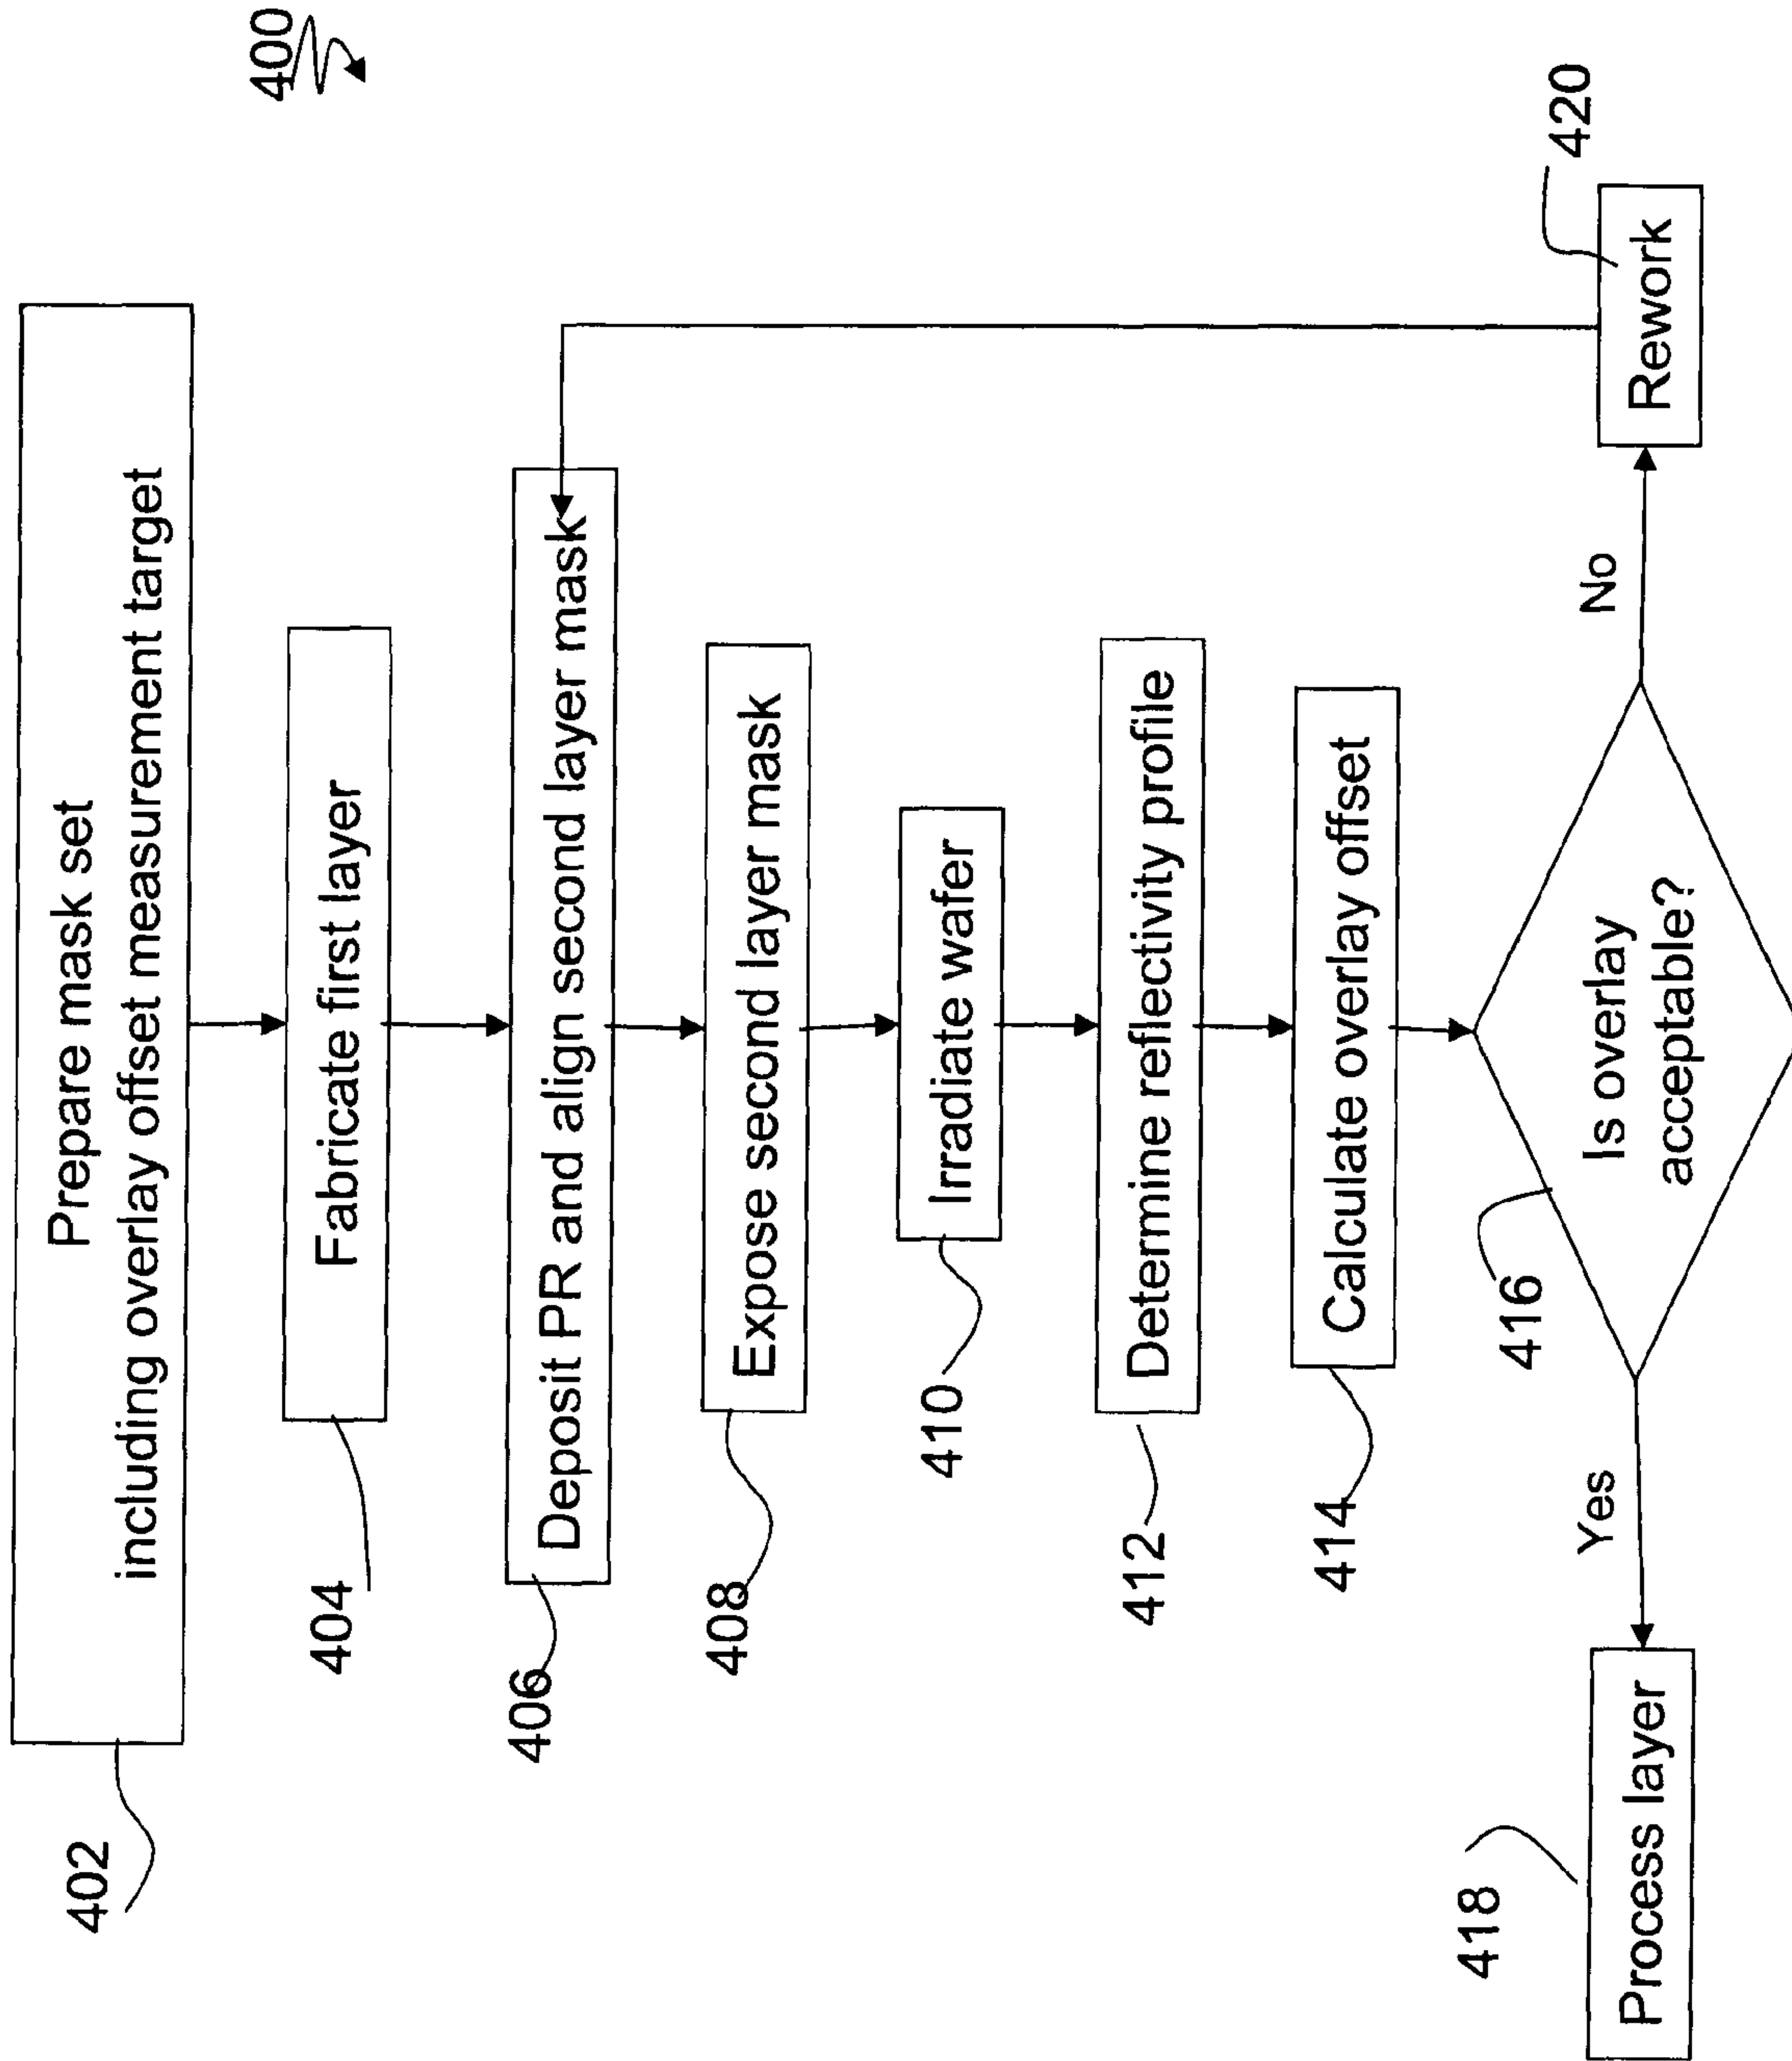 400
402
Prepare mask set
including overlay offset measurement target
404
Fabricate first layer
406
Deposit PR and align second layer mask
408
Expose second layer mask
410
Irradiate wafer
412
Determine reflectivity profile
414
Calculate overlay offset
416
Is overlay
acceptable?
Yes
No
418
Process layer
420
Rework